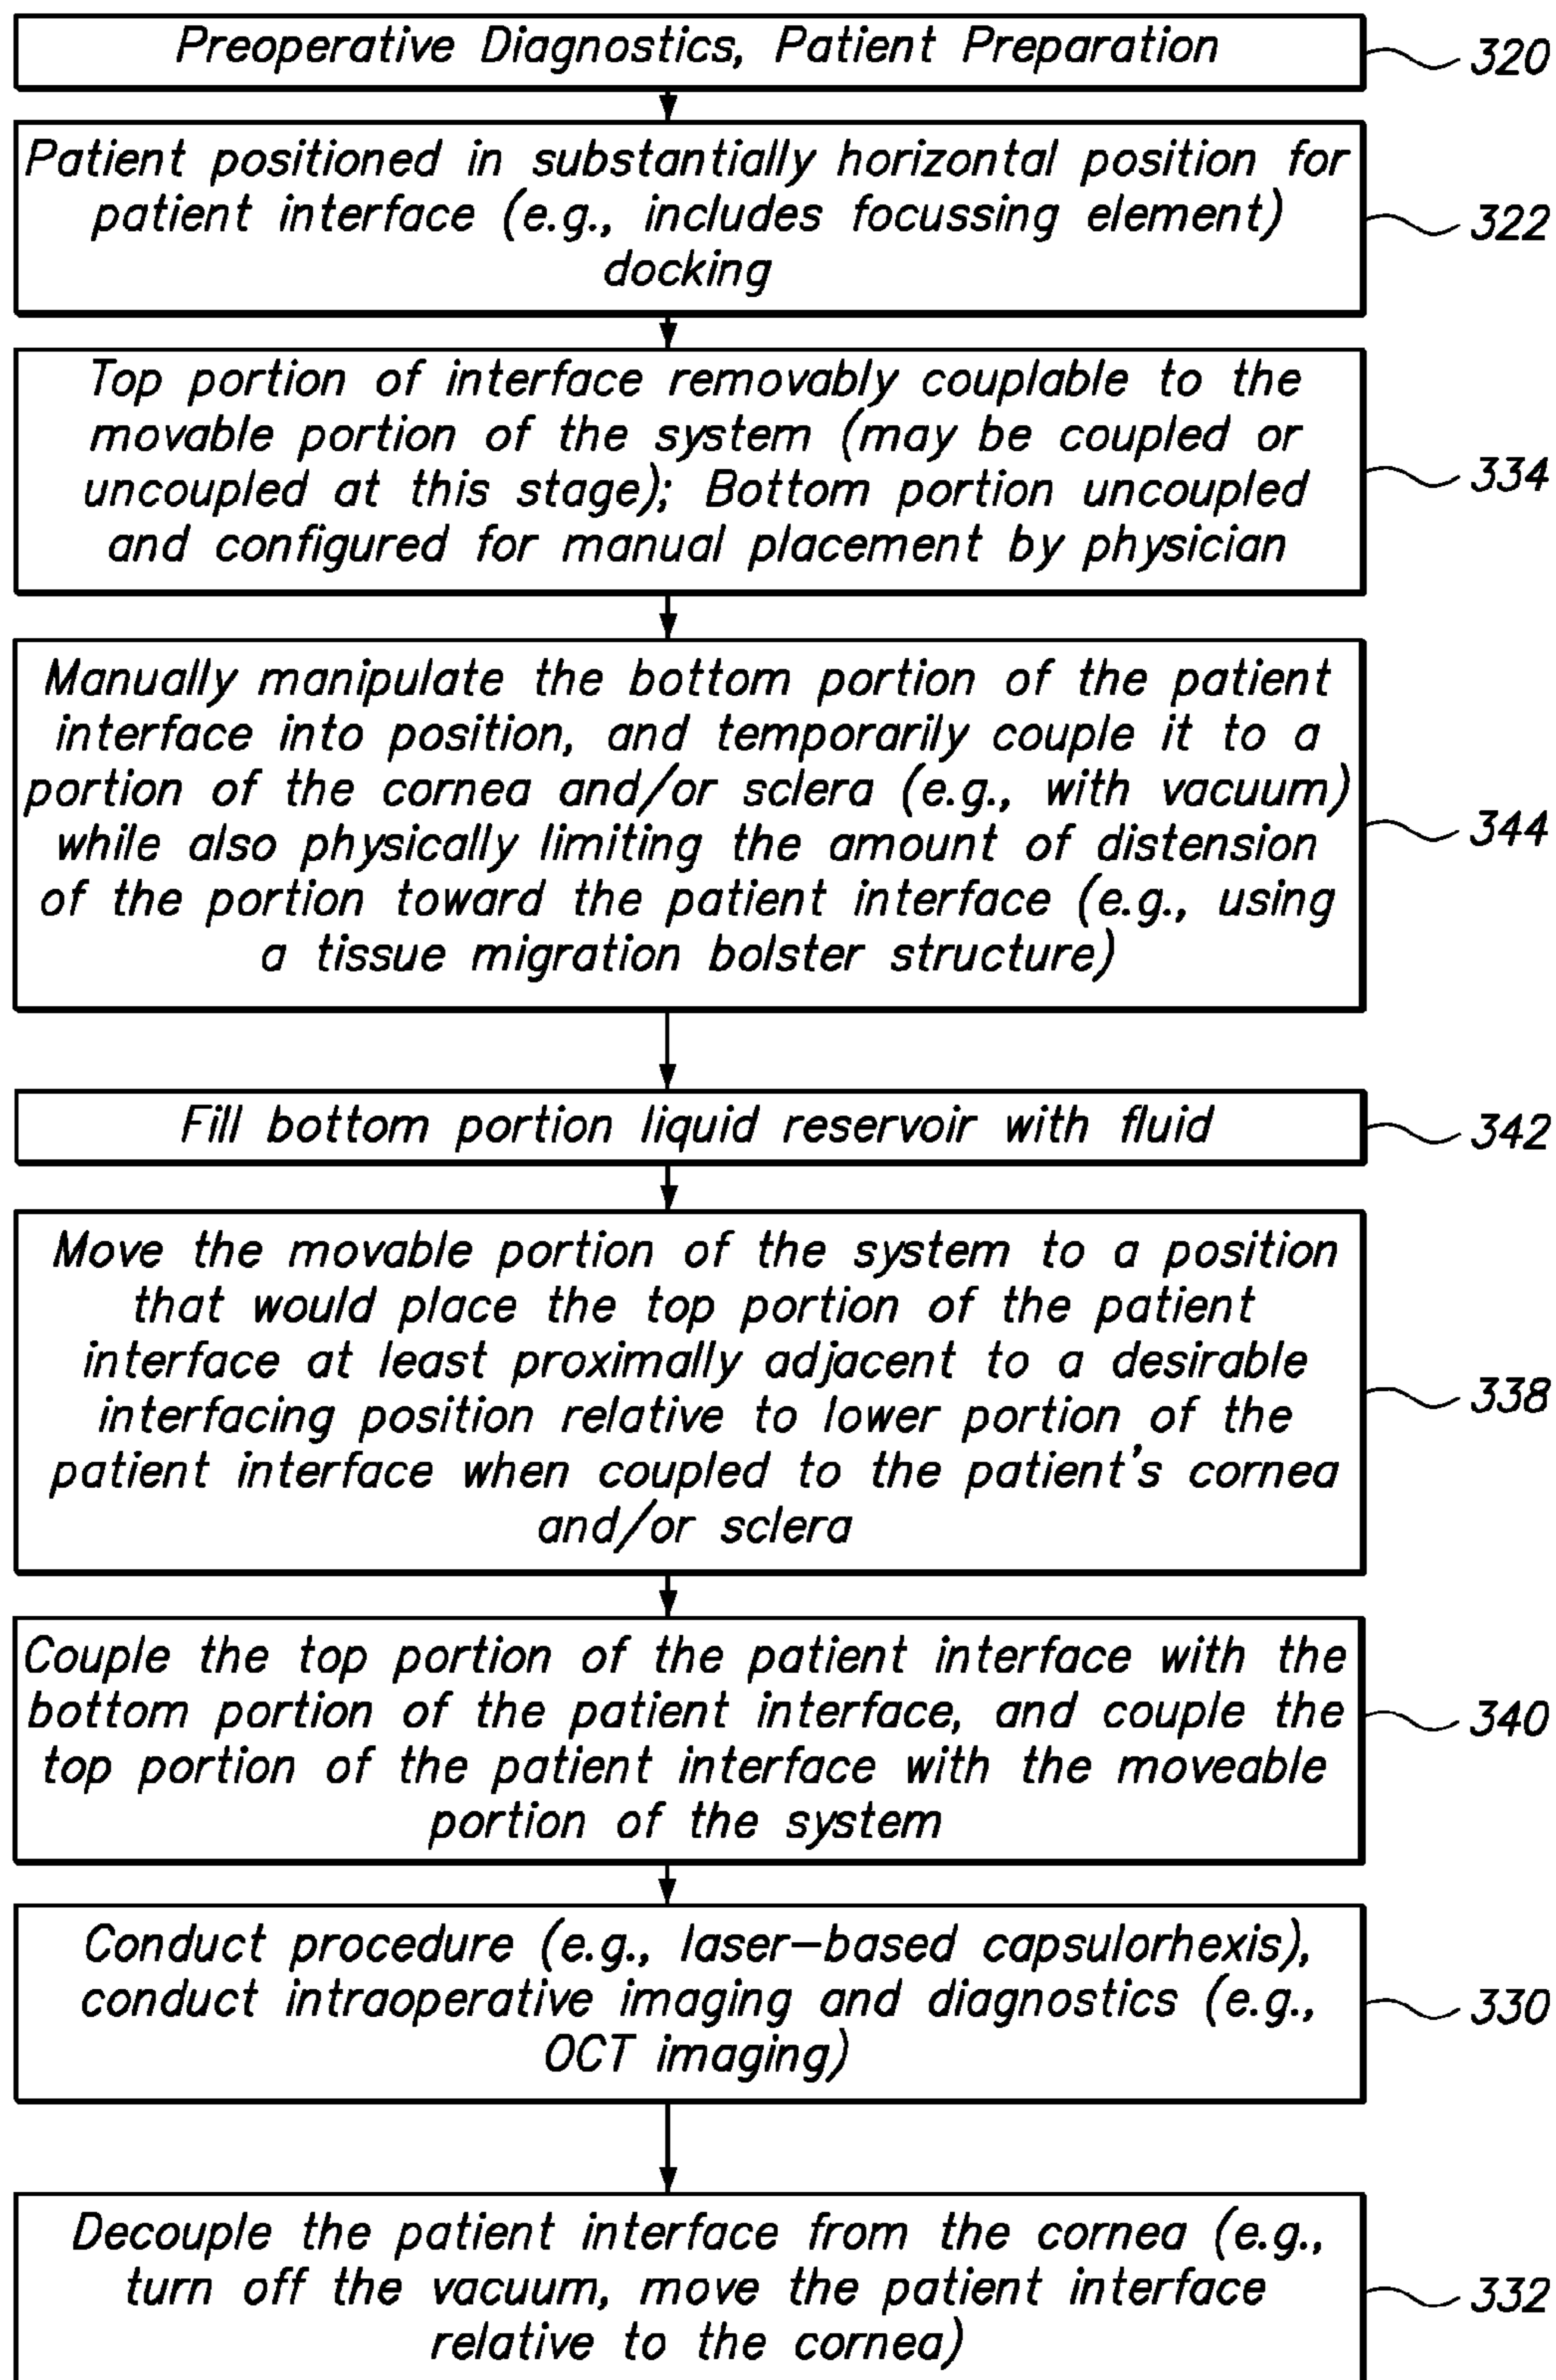 Preoperative Diagnostics, Patient Preparation
320
Patient positioned in substantially horizontal position for
patient interface (e.g., includes focussing element)
docking
322
Top portion of interface removably couplable to the
movable portion of the system (may be coupled or
uncoupled at this stage); Bottom portion uncoupled
and configured for manual placement by physician
334
Manually manipulate the bottom portion of the patient
interface into position, and temporarily couple it to a
portion of the cornea and/or sclera (e.g., with vacuum)
while also physically limiting the amount of distension
of the portion toward the patient interface (e.g., using
a tissue migration bolster structure)
344
Fill bottom portion liquid reservoir with fluid
342
Move the movable portion of the system to a position
that would place the top portion of the patient
interface at least proximally adjacent to a desirable
interfacing position relative to lower portion of the
patient interface when coupled to the patient's cornea
and/or sclera
338
Couple the top portion of the patient interface with the
bottom portion of the patient interface, and couple the
top portion of the patient interface with the moveable
portion of the system
340
Conduct procedure (e.g., laser-based capsulorhexis),
conduct intraoperative imaging and diagnostics (e.g.,
OCT imaging)
330
Decouple the patient interface from the cornea (e.g.,
turn off the vacuum, move the patient interface
relative to the cornea)
332